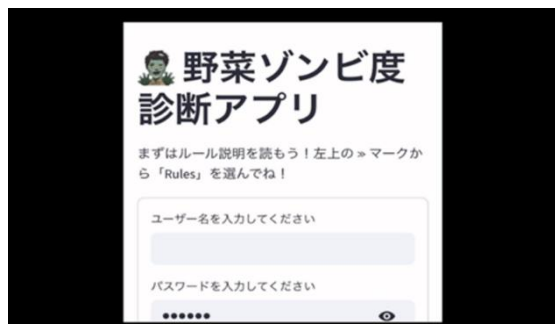 野菜ゾンビ度
診断アプリ
まずはルール説明を読もう！左上の » マークか
ら「Rules」を選んでね！
ユーザー名を入力してください
パスワードを入力してください
••••••